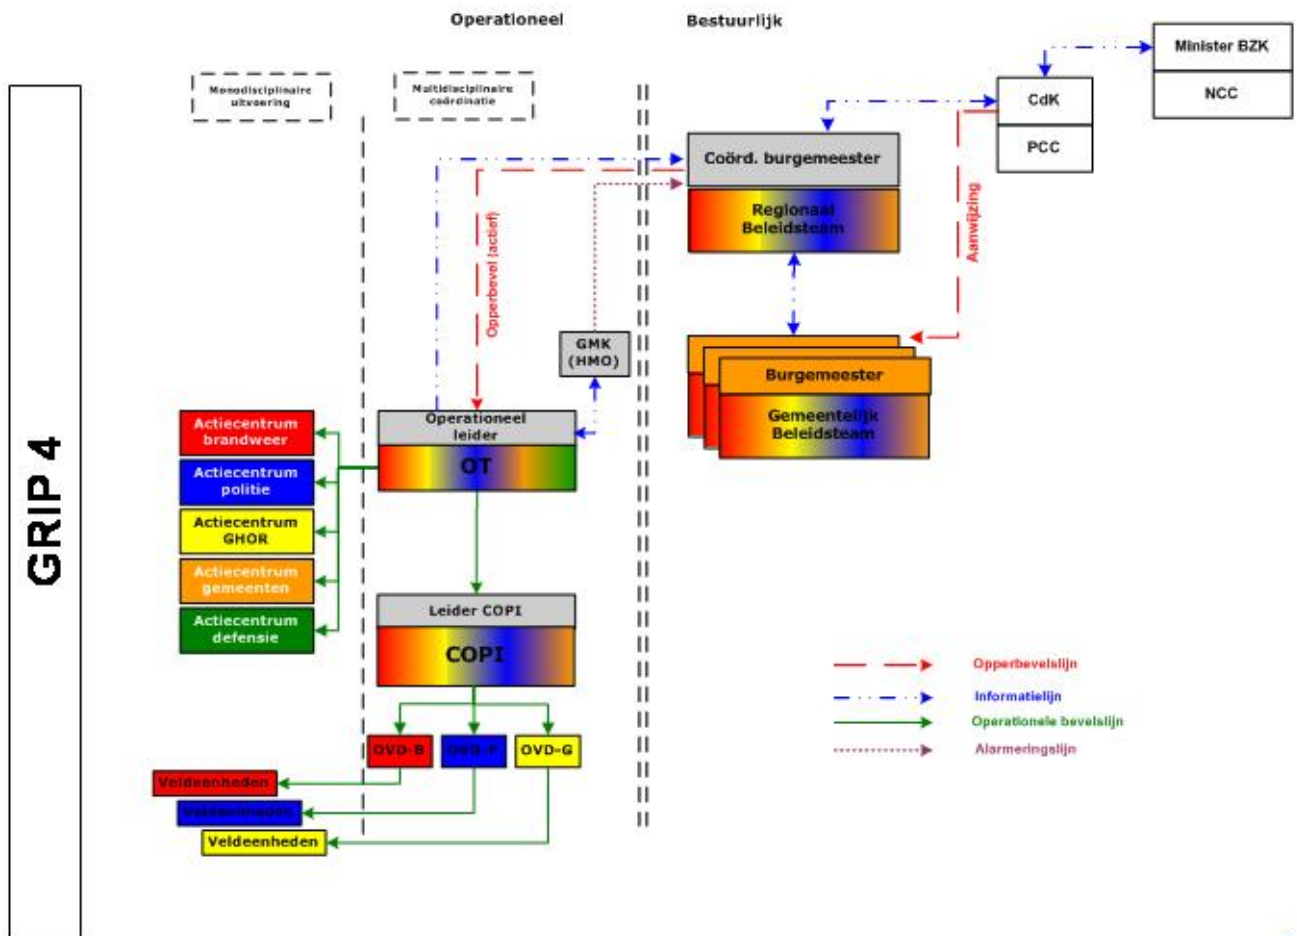 Operationeel
Bestuurlijk
Minister BZK
NCC
CdK
PCC
Monodisciplinaire
uitvoering
Multidisciplinaire
coördinatie
Coörd. burgemeester
Regionaal
Beleidsteam
Aanwijzing
Opperbevel (actief)
GMK
(HMO)
Burgemeester
Gemeentelijk
Beleidsteam
GRIP 4
Operationeel
leider
OT
Actiecentrum
brandweer
Actiecentrum
politie
Actiecentrum
GHOR
Actiecentrum
gemeenten
Actiecentrum
defensie
Leider COPI
COPI
OVD-B
OVD-P
OVD-G
Veldeenheden
Veldeenheden
Veldeenheden
Opperbevelslijn
Informatielijn
Operationele bevelslijn
Alarmeringslijn